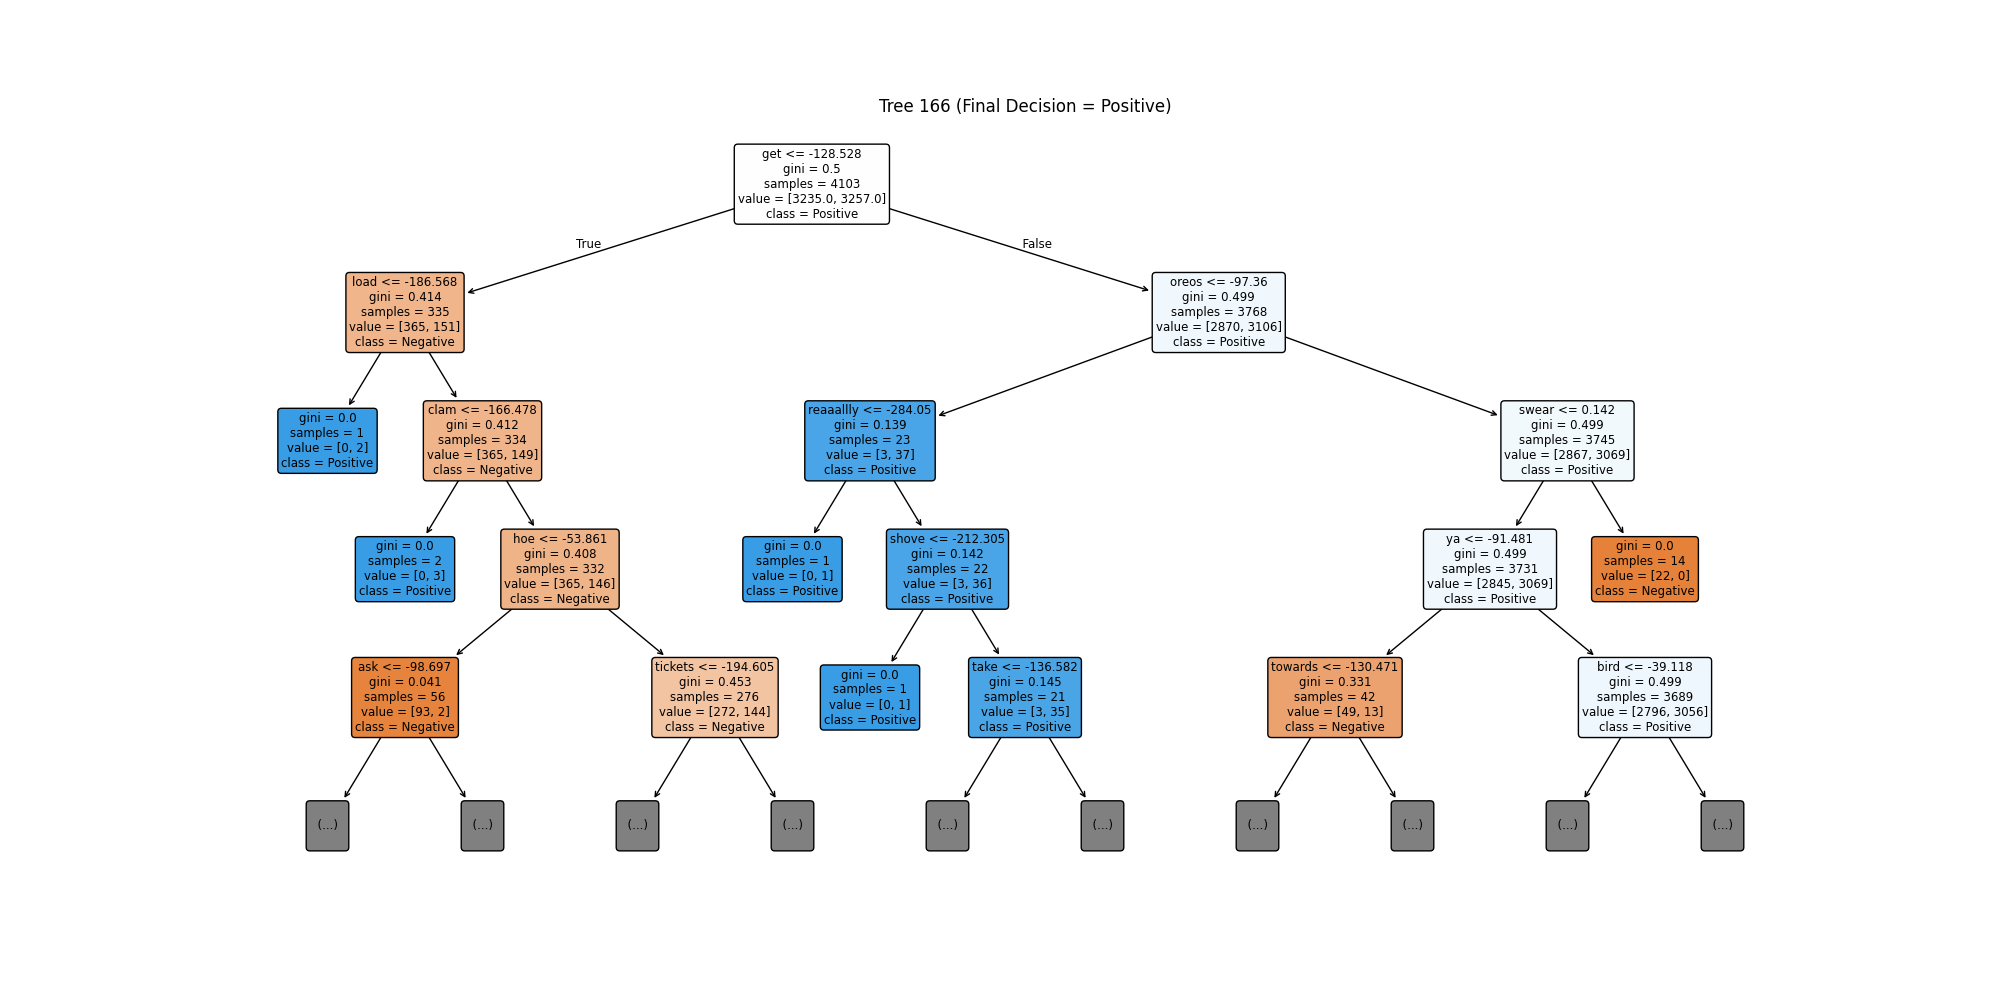 Tree 166 (Final Decision = Positive)
get <= -128.528
gini = 0.5
samples = 4103
value = [3235.0, 3257.0]
class = Positive
True
False
load <= -186.568
gini = 0.414
samples = 335
value = [365, 151]
class = Negative
oreos <= -97.36
gini = 0.499
samples = 3768
value = [2870, 3106]
class = Positive
gini = 0.0
samples = 1
value = [0, 2]
class = Positive
clam <= -166.478
gini = 0.412
samples = 334
value = [365, 149]
class = Negative
reaaallly <= -284.05
gini = 0.139
samples = 23
value = [3, 37]
class = Positive
swear <= 0.142
gini = 0.499
samples = 3745
value = [2867, 3069]
class = Positive
gini = 0.0
samples = 2
value = [0, 3]
class = Positive
hoe <= -53.861
gini = 0.408
samples = 332
value = [365, 146]
class = Negative
gini = 0.0
samples = 1
value = [0, 1]
class = Positive
shove <= -212.305
gini = 0.142
samples = 22
value = [3, 36]
class = Positive
ya <= -91.481
gini = 0.499
samples = 3731
value = [2845, 3069]
class = Positive
gini = 0.0
samples = 14
value = [22, 0]
class = Negative
ask <= -98.697
gini = 0.041
samples = 56
value = [93, 2]
class = Negative
tickets <= -194.605
gini = 0.453
samples = 276
value = [272, 144]
class = Negative
gini = 0.0
samples = 1
value = [0, 1]
class = Positive
take <= -136.582
gini = 0.145
samples = 21
value = [3, 35]
class = Positive
towards <= -130.471
gini = 0.331
samples = 42
value = [49, 13]
class = Negative
bird <= -39.118
gini = 0.499
samples = 3689
value = [2796, 3056]
class = Positive
(...)
(...)
(...)
(...)
(...)
(...)
(...)
(...)
(...)
(...)